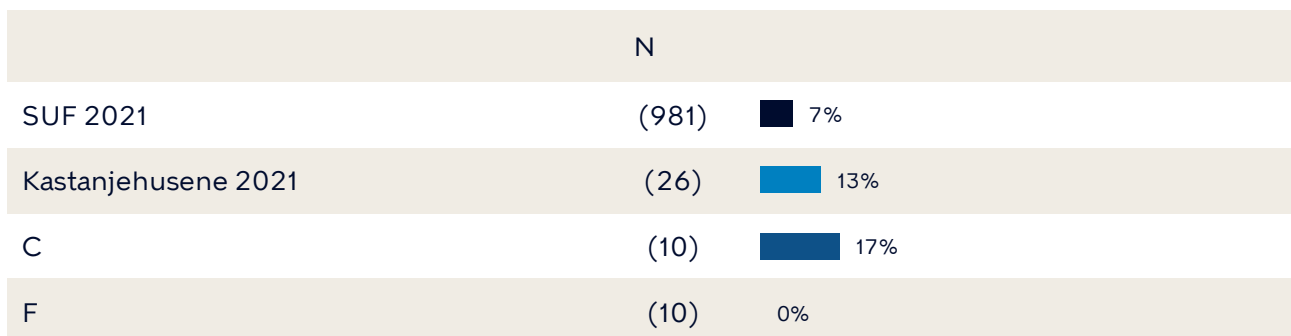 N
SUF 2021 (981) 7%
Kastanjehusene 2021 (26) 13%
C (10) 17%
F (10) 0%